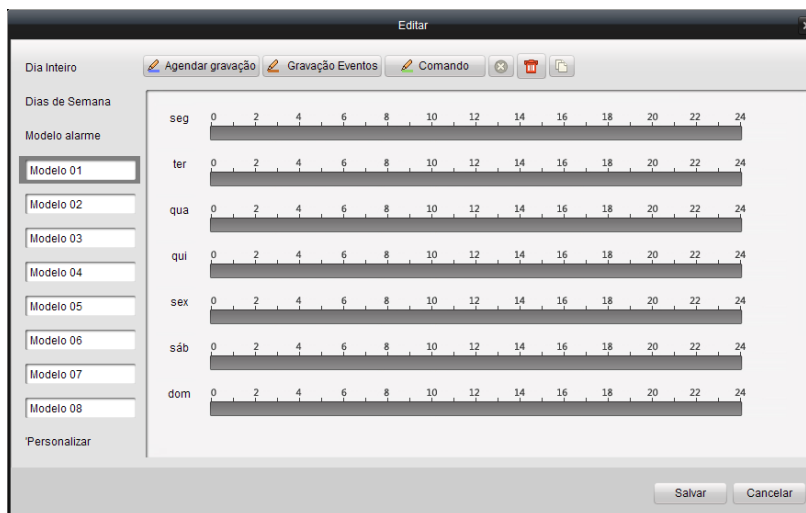 Editar
Dia Inteiro
Agendar gravação Gravação Eventos Comando
Dias de Semana
Modelo alarme
Modelo 01
Modelo 02
Modelo 03
Modelo 04
Modelo 05
Modelo 06
Modelo 07
Modelo 08
'Personalizar
seg 0 2 4 6 8 10 12 14 16 18 20 22 24
ter 0 2 4 6 8 10 12 14 16 18 20 22 24
qua 0 2 4 6 8 10 12 14 16 18 20 22 24
qui 0 2 4 6 8 10 12 14 16 18 20 22 24
sex 0 2 4 6 8 10 12 14 16 18 20 22 24
sáb 0 2 4 6 8 10 12 14 16 18 20 22 24
dom 0 2 4 6 8 10 12 14 16 18 20 22 24
Salvar Cancelar